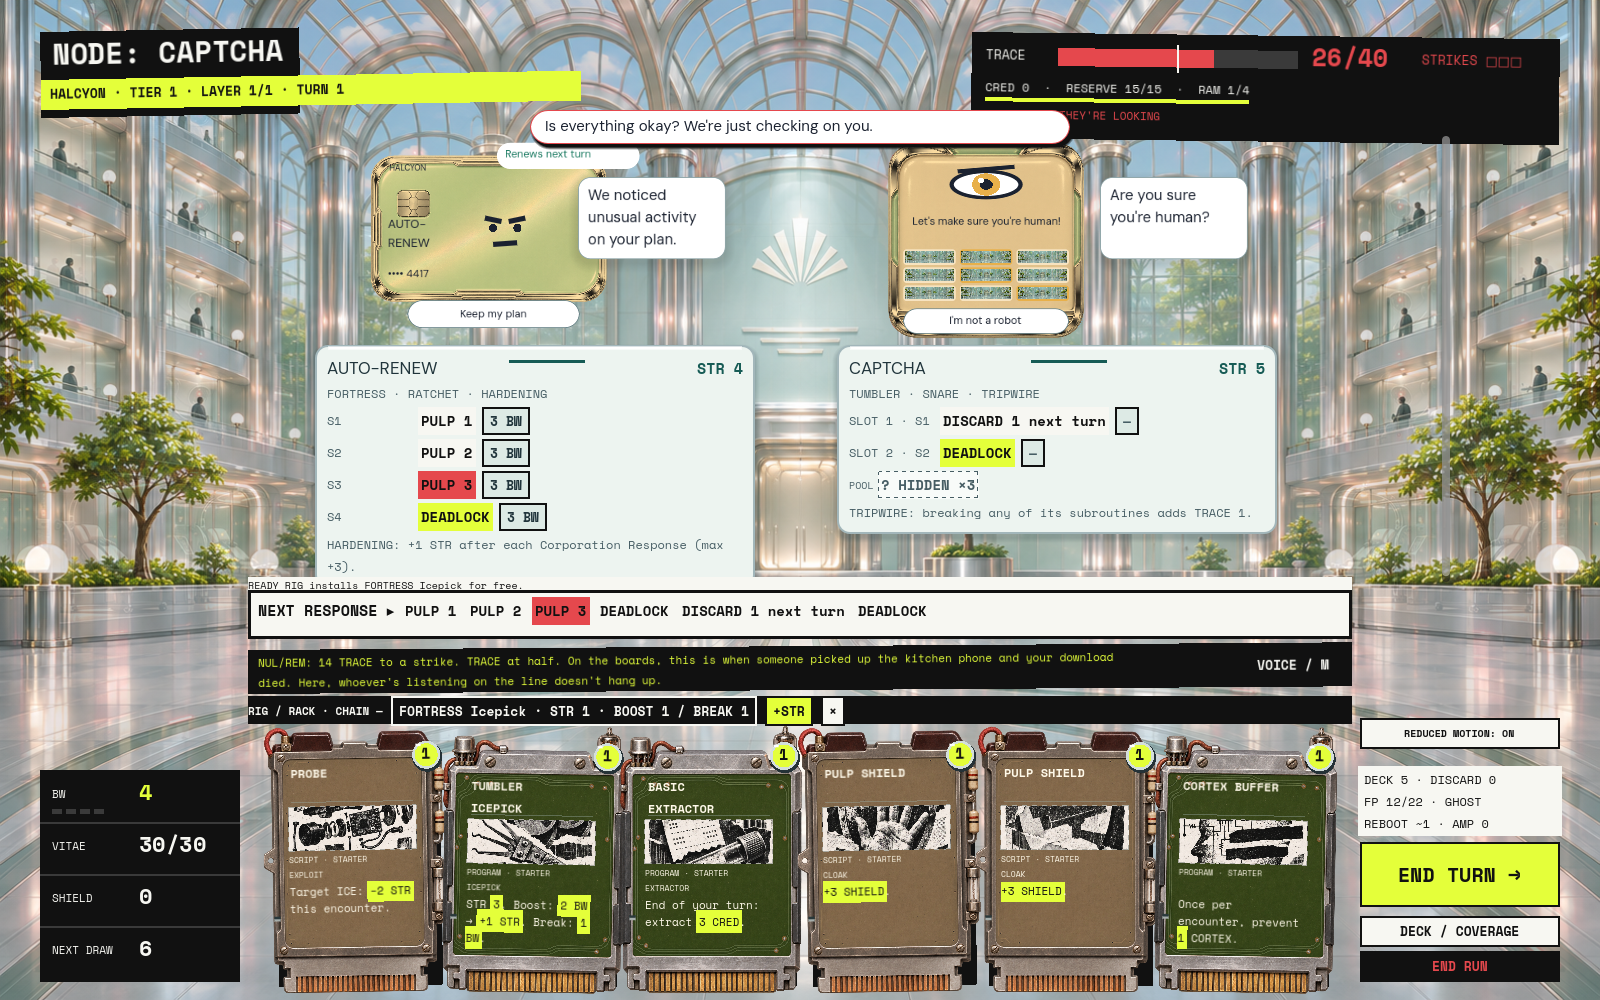 NODE: CAPTCHA
HALCYON · TIER 1 · LAYER 1/1 · TURN 1
TRACE 26/40 STRIKES □□□
CRED 0 · RESERVE 15/15 · RAM 1/4
THEY'RE LOOKING
Is everything okay? We're just checking on you.
Renews next turn
HALCYON
AUTO-
RENEW
•••• 4417
Keep my plan
We noticed
unusual activity
on your plan.
Let's make sure you're human!
I'm not a robot
Are you sure
you're human?
AUTO-RENEW STR 4
FORTRESS · RATCHET · HARDENING
S1 PULP 1 3 BW
S2 PULP 2 3 BW
S3 PULP 3 3 BW
S4 DEADLOCK 3 BW
HARDENING: +1 STR after each Corporation Response (max
+3).
CAPTCHA STR 5
TUMBLER · SNARE · TRIPWIRE
SLOT 1 · S1 DISCARD 1 next turn —
SLOT 2 · S2 DEADLOCK —
POOL ? HIDDEN ×3
TRIPWIRE: breaking any of its subroutines adds TRACE 1.
READY RIG installs FORTRESS Icepick for free.
NEXT RESPONSE ▸ PULP 1 PULP 2 PULP 3 DEADLOCK DISCARD 1 next turn DEADLOCK
NUL/REM: 14 TRACE to a strike. TRACE at half. On the boards, this is when someone picked up the kitchen phone and your download
died. Here, whoever's listening on the line doesn't hang up.
VOICE / M
RIG / RACK · CHAIN — FORTRESS Icepick · STR 1 · BOOST 1 / BREAK 1 +STR ×
BW 4
VITAE 30/30
SHIELD 0
NEXT DRAW 6
1
PROBE
SCRIPT · STARTER
EXPLOIT
Target ICE: -2 STR
this encounter.
1
TUMBLER
ICEPICK
PROGRAM · STARTER
ICEPICK
STR 3. Boost: 2 BW
→ +1 STR. Break: 1
BW.
1
BASIC
EXTRACTOR
PROGRAM · STARTER
EXTRACTOR
End of your turn:
extract 3 CRED.
1
PULP SHIELD
SCRIPT · STARTER
CLOAK
+3 SHIELD.
1
PULP SHIELD
SCRIPT · STARTER
CLOAK
+3 SHIELD.
1
CORTEX BUFFER
PROGRAM · STARTER
Once per
encounter, prevent
1 CORTEX.
REDUCED MOTION: ON
DECK 5 · DISCARD 0
FP 12/22 · GHOST
REBOOT ~1 · AMP 0
END TURN →
DECK / COVERAGE
END RUN